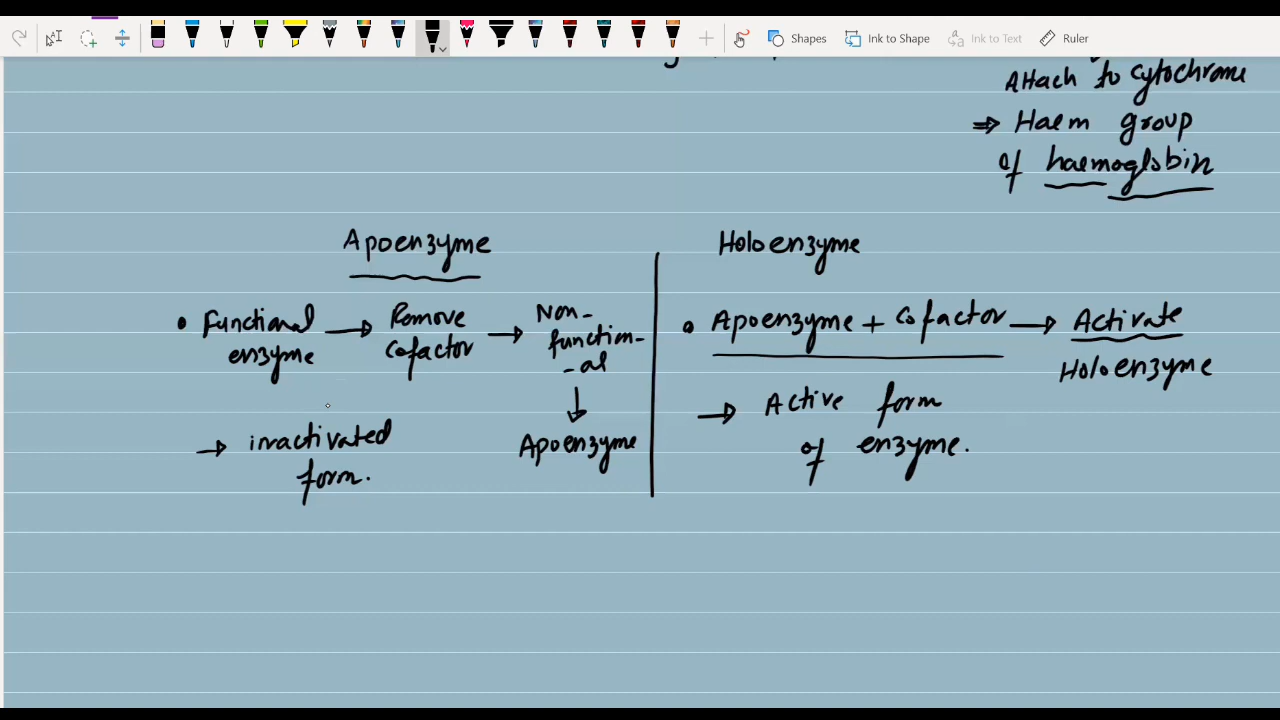 Shapes
Ink to Shape
Ink to Text
Ruler
Attach to cytochrome
⇒ Haem group
of haemoglobin
Apoenzyme
• Functional enzyme → Remove cofactor → Non-function--al
↓
Apoenzyme
→ inactivated
form.
Holoenzyme
• Apoenzyme + Cofactor → Activate
Holoenzyme
→ Active form
of enzyme.